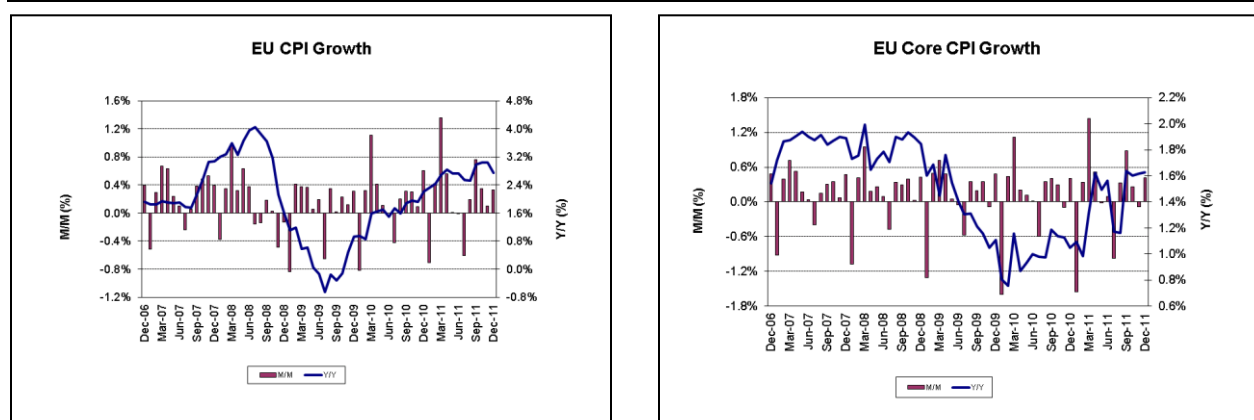 EU CPI Growth
M/M (%)
1.6%
1.2%
0.8%
0.4%
0.0%
-0.4%
-0.8%
-1.2%
4.8%
4.0%
3.2%
2.4%
1.6%
0.8%
0.0%
-0.8%
Y/Y (%)
Dec-06
Mar-07
Jun-07
Sep-07
Dec-07
Mar-08
Jun-08
Sep-08
Dec-08
Mar-09
Jun-09
Sep-09
Dec-09
Mar-10
Jun-10
Sep-10
Dec-10
Mar-11
Jun-11
Sep-11
Dec-11
M/M Y/Y
EU Core CPI Growth
M/M (%)
1.8%
1.2%
0.6%
0.0%
-0.6%
-1.2%
-1.8%
2.2%
2.0%
1.8%
1.6%
1.4%
1.2%
1.0%
0.8%
0.6%
Y/Y (%)
Dec-06
Mar-07
Jun-07
Sep-07
Dec-07
Mar-08
Jun-08
Sep-08
Dec-08
Mar-09
Jun-09
Sep-09
Dec-09
Mar-10
Jun-10
Sep-10
Dec-10
Mar-11
Jun-11
Sep-11
Dec-11
M/M Y/Y